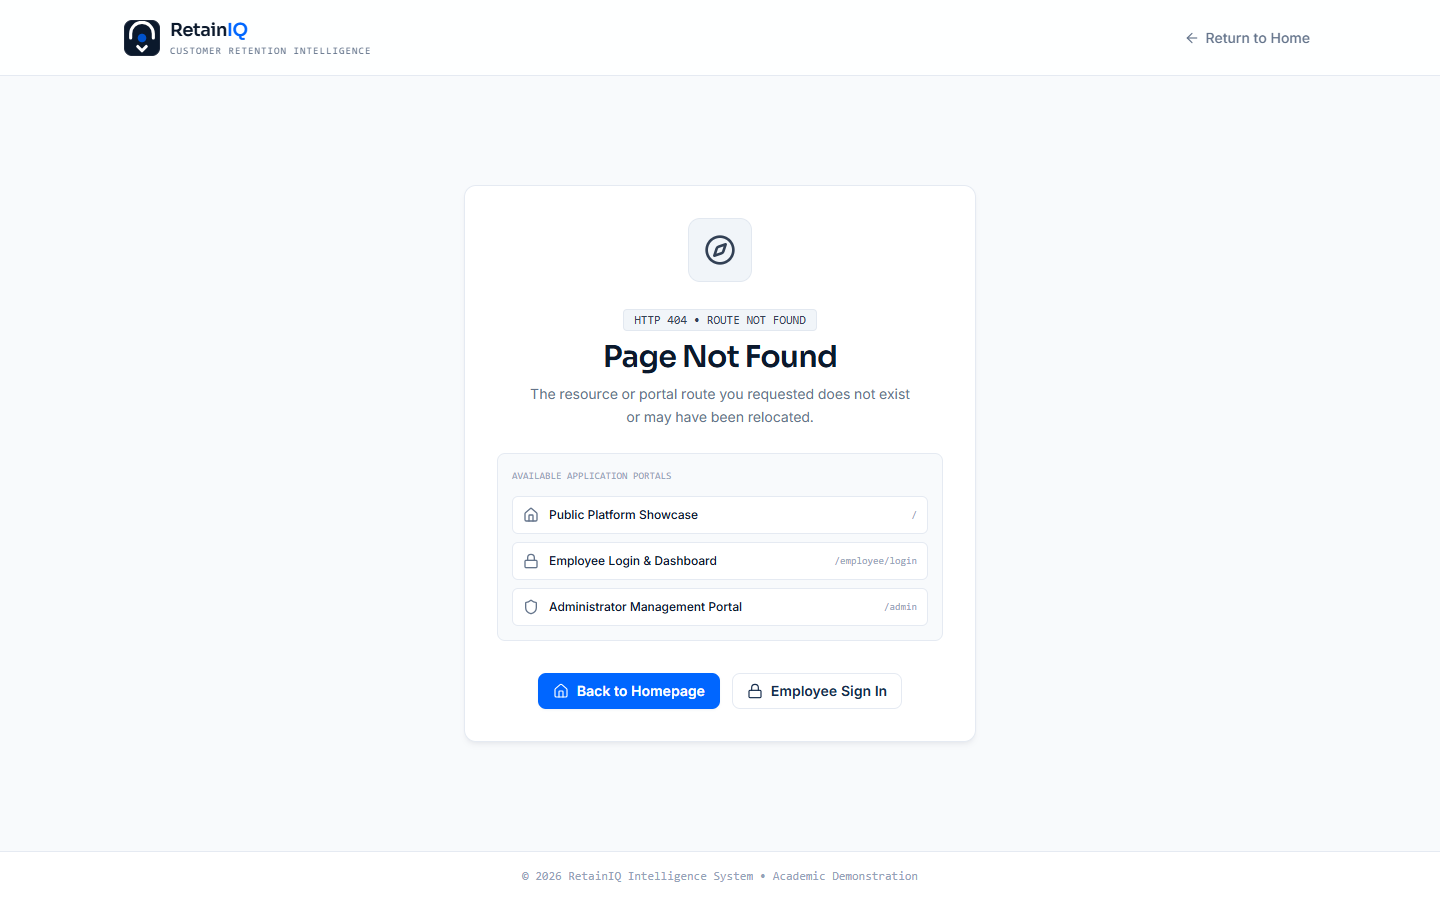 RetainIQ
CUSTOMER RETENTION INTELLIGENCE
Return to Home
HTTP 404 • ROUTE NOT FOUND
Page Not Found
The resource or portal route you requested does not exist
or may have been relocated.
AVAILABLE APPLICATION PORTALS
Public Platform Showcase /
Employee Login & Dashboard /employee/login
Administrator Management Portal /admin
Back to Homepage
Employee Sign In
© 2026 RetainIQ Intelligence System • Academic Demonstration